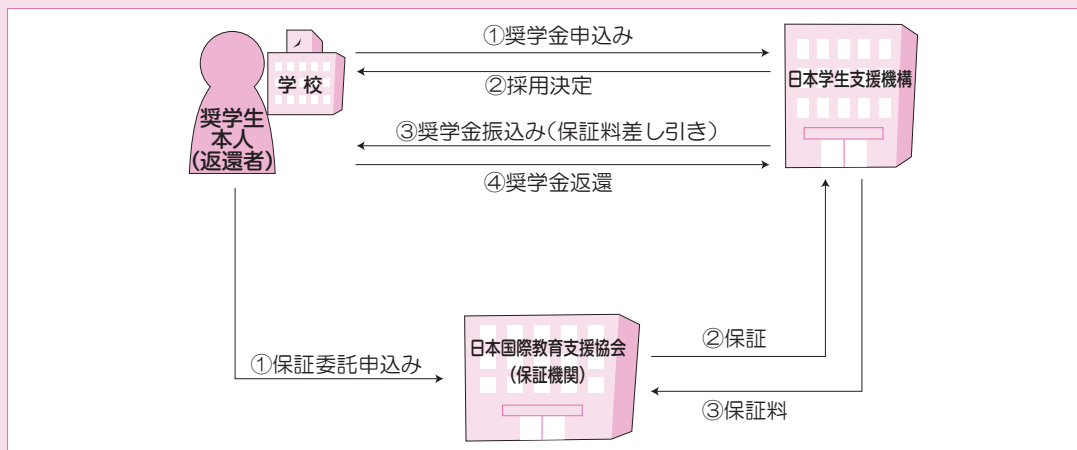 ①奨学金申込み
学校
②採用決定
日本学生支援機構
奨学生
本人
(返還者)
③奨学金振込み(保証料差し引き)
④奨学金返還
①保証委託申込み
日本国際教育支援協会
(保証機関)
②保証
③保証料